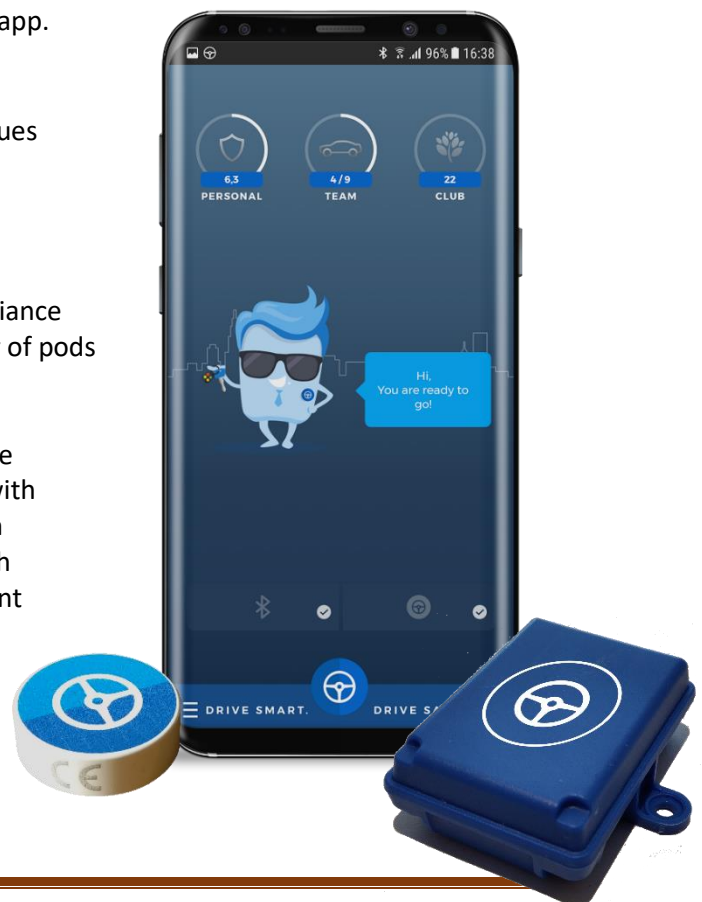 app.
ues
iance
of pods
e
with
h
nt
96% 16:38
6,3
4/9
22
PERSONAL
TEAM
CLUB
Hi,
You are ready to
go!
DRIVE SMART.
DRIVE
CE